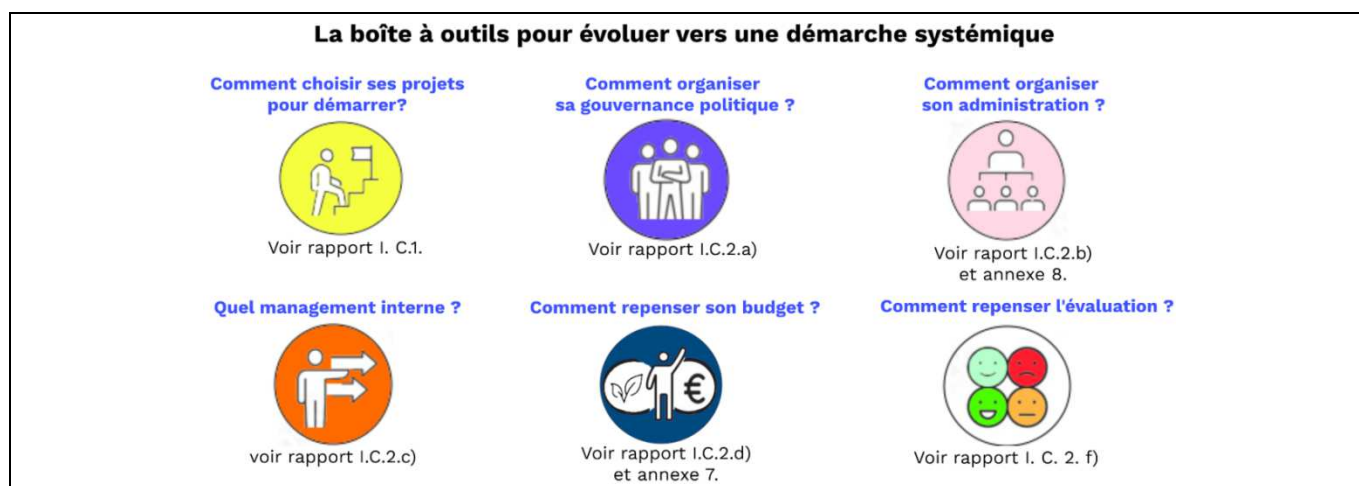 La boîte à outils pour évoluer vers une démarche systémique
Comment choisir ses projets
pour démarrer?
Comment organiser
sa gouvernance politique ?
Comment organiser
son administration ?
Voir rapport I. C.1.
Voir rapport I.C.2.a)
Voir raport I.C.2.b)
et annexe 8.
Quel management interne ?
Comment repenser son budget ?
Comment repenser l'évaluation ?
€
voir rapport I.C.2.c)
Voir rapport I.C.2.d)
et annexe 7.
Voir rapport I. C. 2. f)